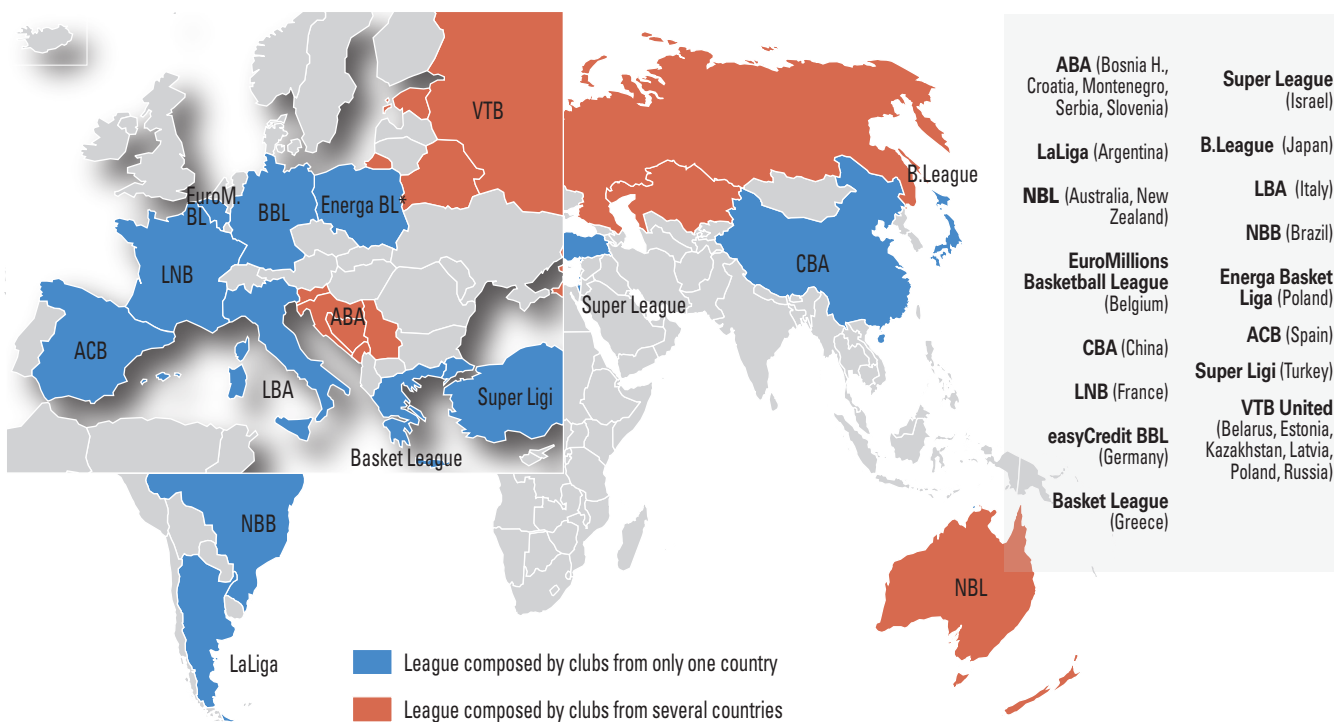 VTB
EuroM.
BL
BBL
Energa BL*
LNB
ABA
ACB
LBA
Super Ligi
Basket League
B.League
CBA
Super League
NBB
LaLiga
NBL
League composed by clubs from only one country
League composed by clubs from several countries
ABA (Bosnia H.,
Croatia, Montenegro,
Serbia, Slovenia)
LaLiga (Argentina)
NBL (Australia, New
Zealand)
EuroMillions
Basketball League
(Belgium)
CBA (China)
LNB (France)
easyCredit BBL
(Germany)
Basket League
(Greece)
Super League
(Israel)
B.League (Japan)
LBA (Italy)
NBB (Brazil)
Energa Basket
Liga (Poland)
ACB (Spain)
Super Ligi (Turkey)
VTB United
(Belarus, Estonia,
Kazakhstan, Latvia,
Poland, Russia)